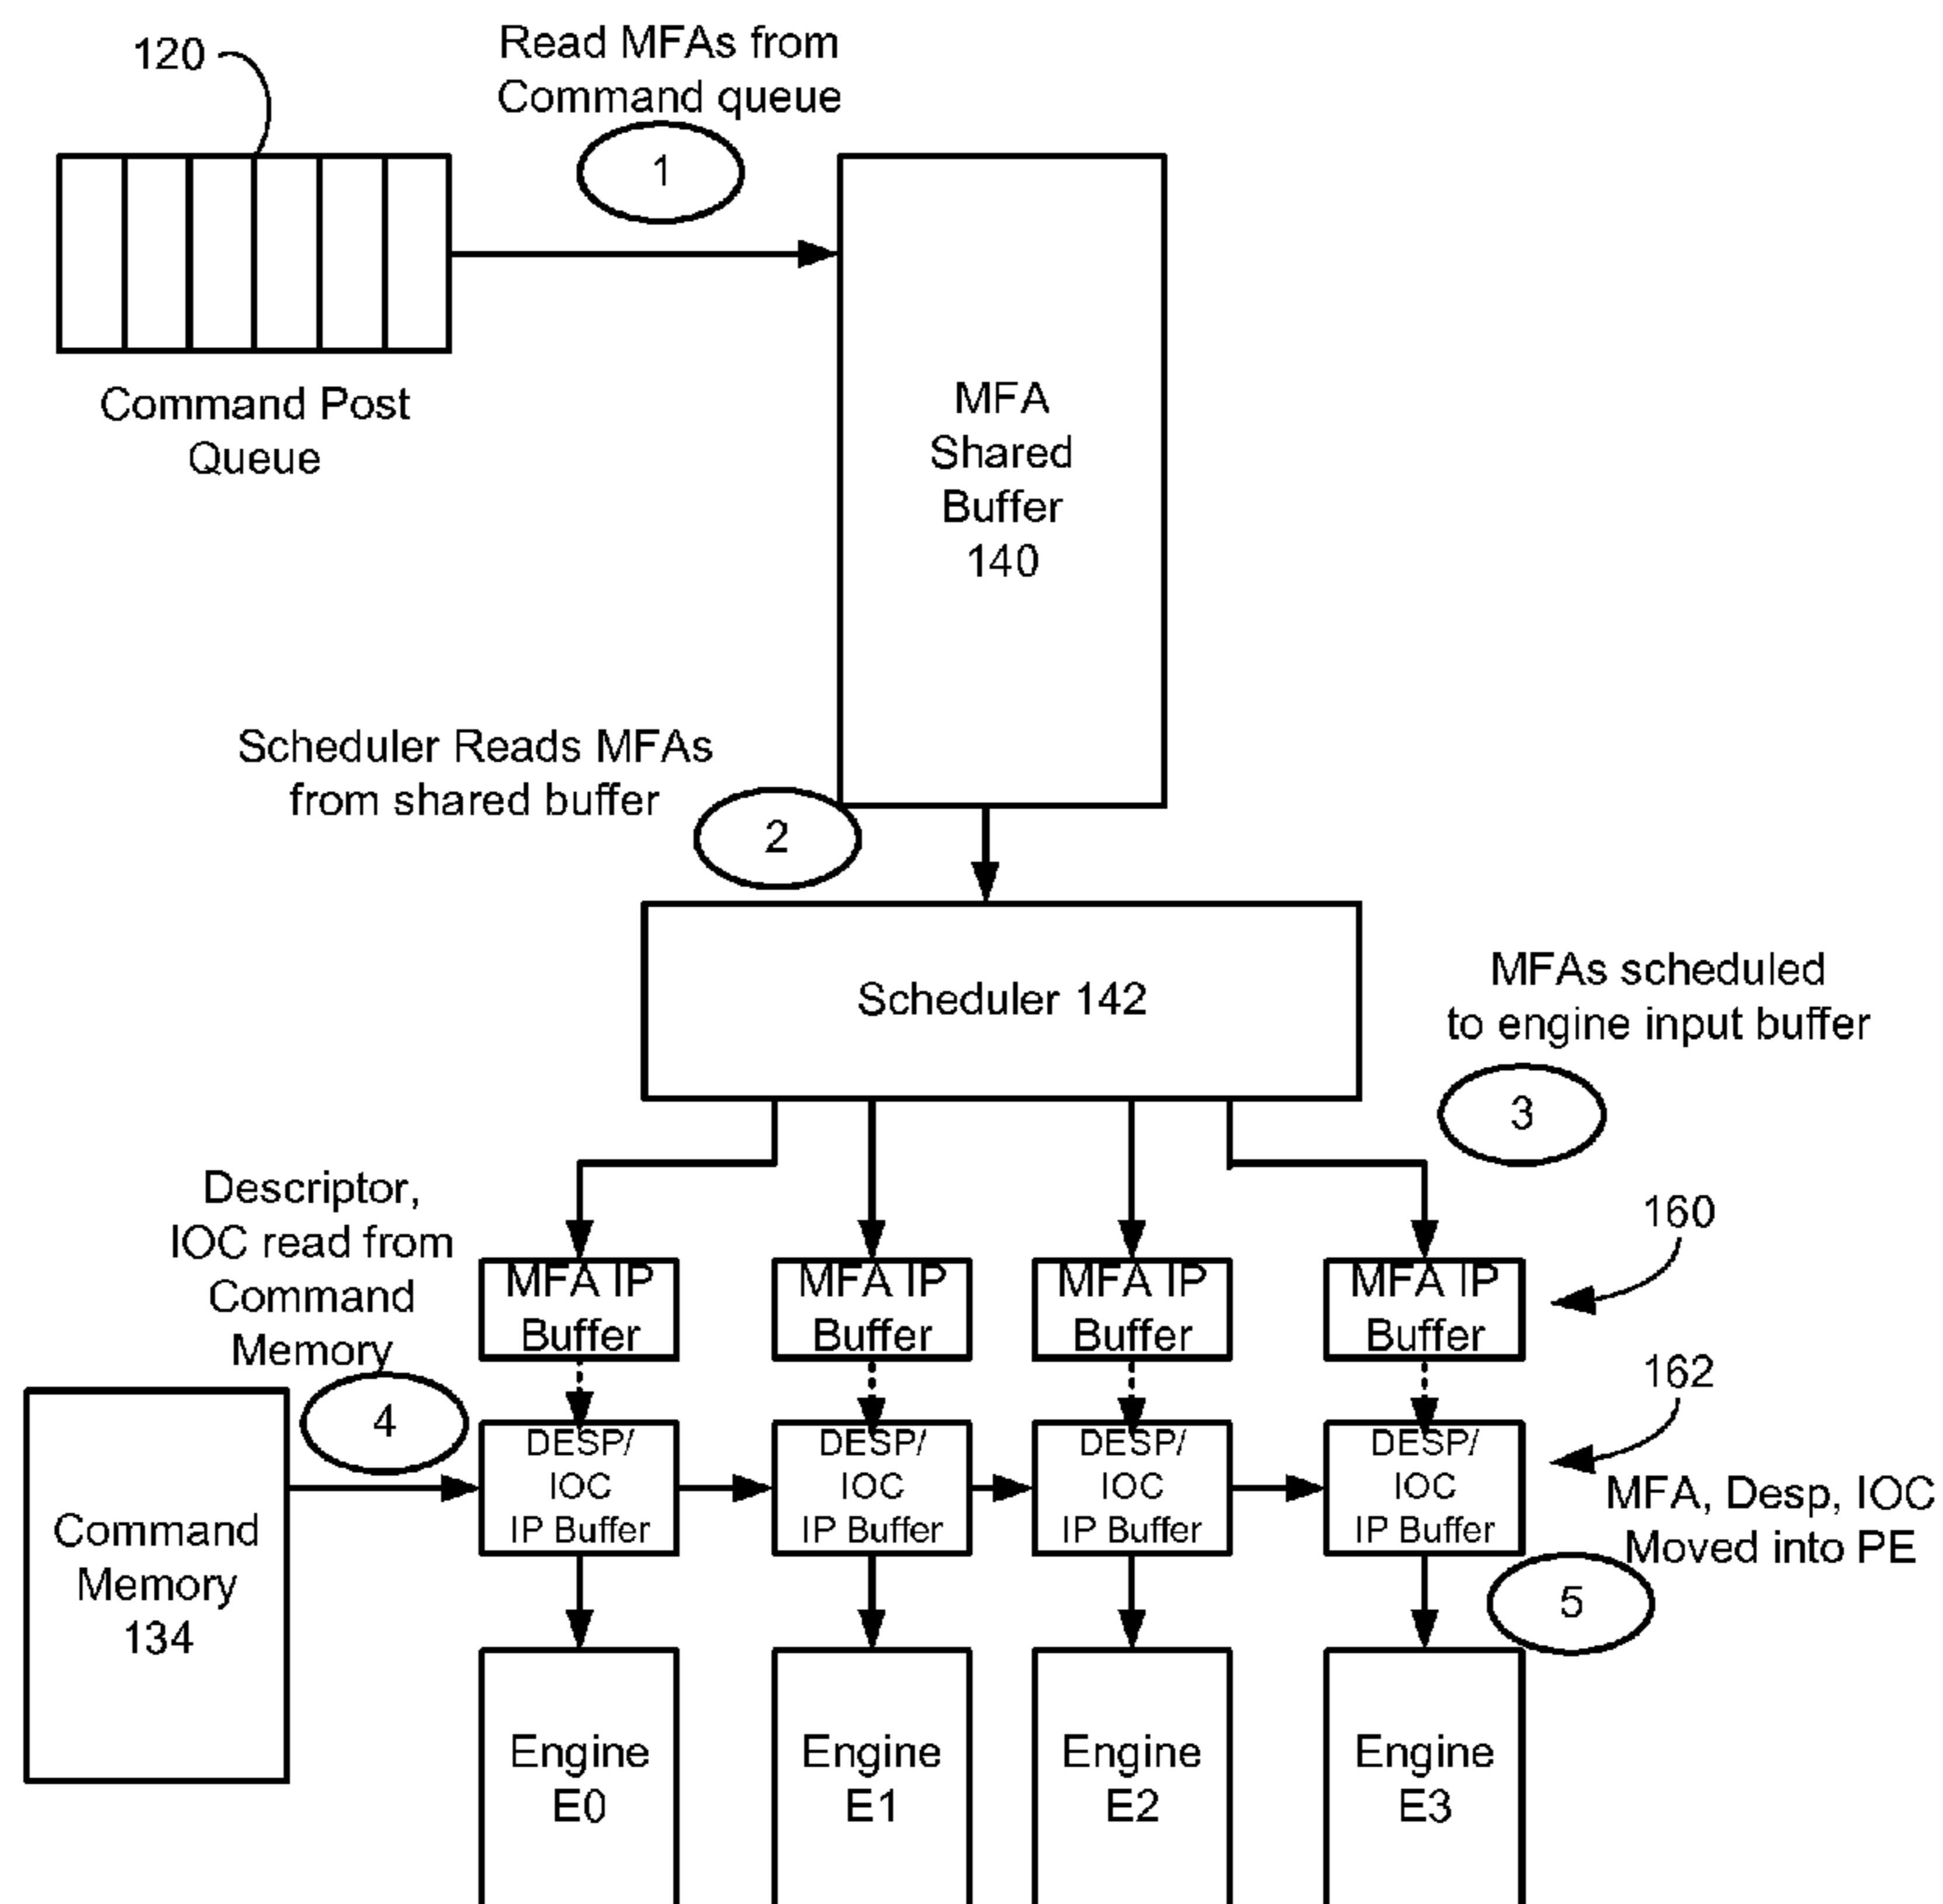 120
Read MFAs from
Command queue
1
Command Post
Queue
MFA
Shared
Buffer
140
Scheduler Reads MFAs
from shared buffer
2
Scheduler 142
MFAs scheduled
to engine input buffer
3
Descriptor,
IOC read from
Command
Memory
4
160
MFA IP
Buffer
MFA IP
Buffer
MFA IP
Buffer
MFA IP
Buffer
162
DESP/
IOC
IP Buffer
DESP/
IOC
IP Buffer
DESP/
IOC
IP Buffer
DESP/
IOC
IP Buffer
MFA, Desp, IOC
Moved into PE
5
Command
Memory
134
Engine
E0
Engine
E1
Engine
E2
Engine
E3